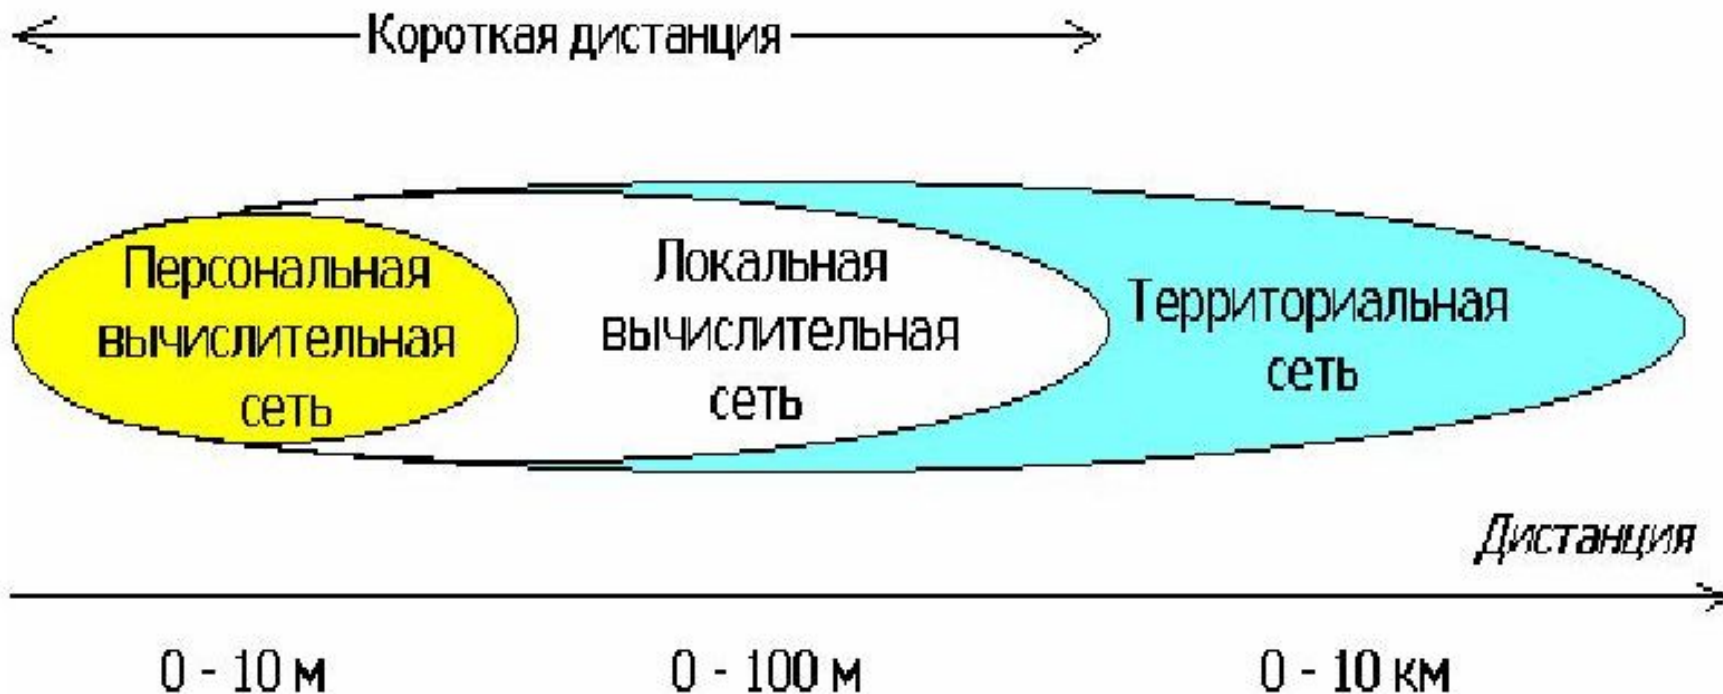 Короткая дистанция
Персональная
вычислительная
сеть
Локальная
вычислительная
сеть
Территориальная
сеть
Дистанция
0 - 10 м
0 - 100 м
0 - 10 км